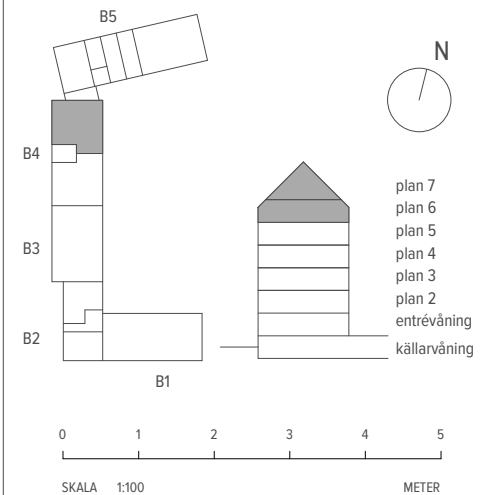 B5
N
B4
B3
B2
B1
plan 7
plan 6
plan 5
plan 4
plan 3
plan 2
entrévåning
källarvåning
0 1 2 3 4 5
SKALA 1:100 METER